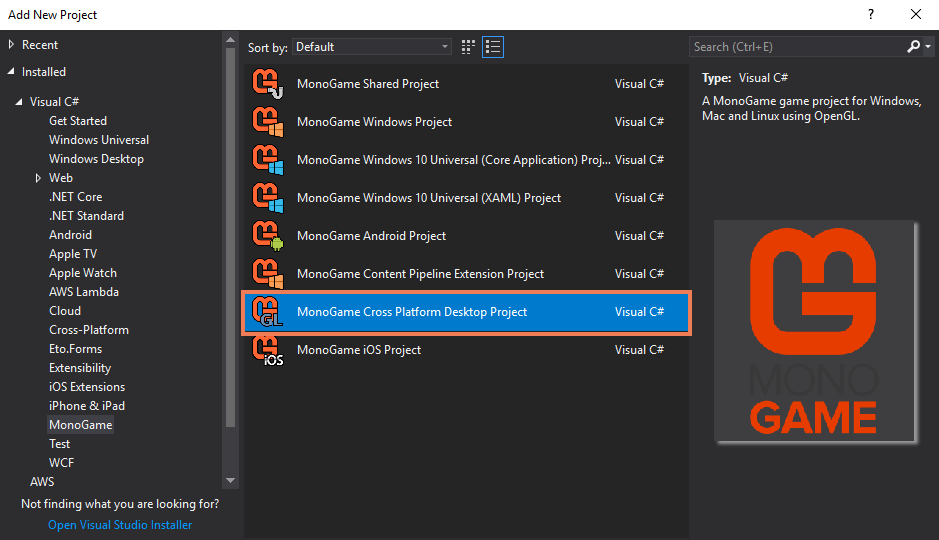 Add New Project
?
Recent
Installed
Visual C#
Get Started
Windows Universal
Windows Desktop
Web
.NET Core
.NET Standard
Android
Apple TV
Apple Watch
AWS Lambda
Cloud
Cross-Platform
Eto.Forms
Extensibility
iOS Extensions
iPhone & iPad
MonoGame
Test
WCF
AWS
Not finding what you are looking for?
Open Visual Studio Installer
Sort by: Default
MonoGame Shared Project Visual C#
MonoGame Windows Project Visual C#
MonoGame Windows 10 Universal (Core Application) Proj... Visual C#
MonoGame Windows 10 Universal (XAML) Project Visual C#
MonoGame Android Project Visual C#
MonoGame Content Pipeline Extension Project Visual C#
GL MonoGame Cross Platform Desktop Project Visual C#
iOS MonoGame iOS Project Visual C#
Search (Ctrl+E)
Type: Visual C#
A MonoGame game project for Windows,
Mac and Linux using OpenGL.
MONO
GAME